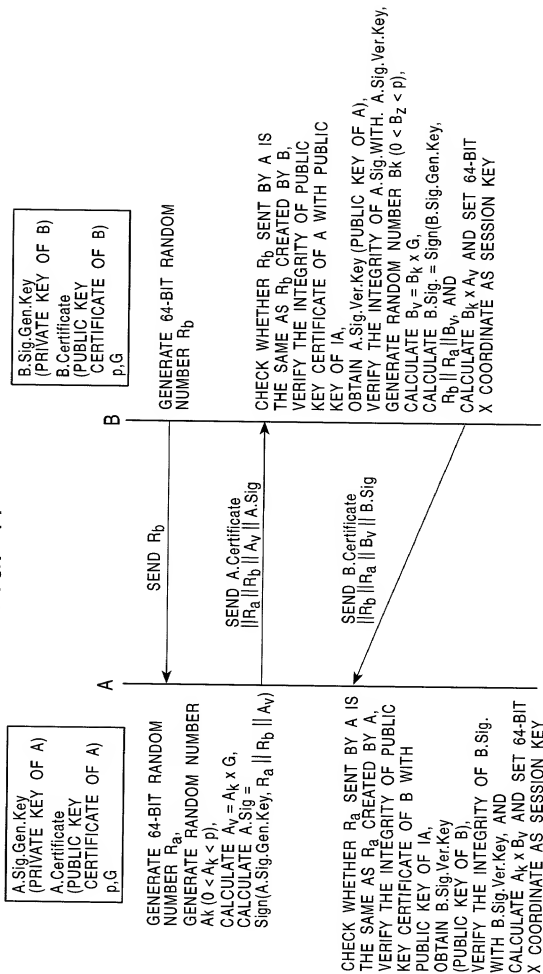 A.Sig.Gen.Key
(PRIVATE KEY OF A)
A.Certificate
(PUBLIC KEY
CERTIFICATE OF A)
p,G
B.Sig.Gen.Key
(PRIVATE KEY OF B)
B.Certificate
(PUBLIC KEY
CERTIFICATE OF B)
p,G
A
B
GENERATE 64-BIT RANDOM
NUMBER Rb
SEND Rb
GENERATE 64-BIT RANDOM
NUMBER Ra,
GENERATE RANDOM NUMBER
Ak (0 < Ak < p),
CALCULATE Av = Ak x G,
CALCULATE A.Sig =
Sign(A.Sig.Gen.Key, Ra || Rb || Av)
SEND A.Certificate
||Ra || Rb || Av || A.Sig
CHECK WHETHER Rb SENT BY A IS
THE SAME AS Rb CREATED BY B,
VERIFY THE INTEGRITY OF PUBLIC
KEY CERTIFICATE OF A WITH PUBLIC
KEY OF IA,
OBTAIN A.Sig.Ver.Key (PUBLIC KEY OF A),
VERIFY THE INTEGRITY OF A.Sig.WITH. A.Sig.Ver.Key,
GENERATE RANDOM NUMBER Bk (0 < Bz < p),
CALCULATE Bv = Bk x G,
CALCULATE B.Sig. = Sign(B.Sig.Gen.Key,
Rb || Ra || Bv, AND
CALCULATE Bk x Av AND SET 64-BIT
X COORDINATE AS SESSION KEY
SEND B.Certificate
||Rb || Ra || Bv || B.Sig
CHECK WHETHER Ra SENT BY A IS
THE SAME AS Ra CREATED BY A,
VERIFY THE INTEGRITY OF PUBLIC
KEY CERTIFICATE OF B WITH
PUBLIC KEY OF IA,
OBTAIN B.Sig.Ver.Key
(PUBLIC KEY OF B),
VERIFY THE INTEGRITY OF B.Sig.
WITH B.Sig.Ver.Key, AND
CALCULATE Ak x Bv AND SET 64-BIT
X COORDINATE AS SESSION KEY